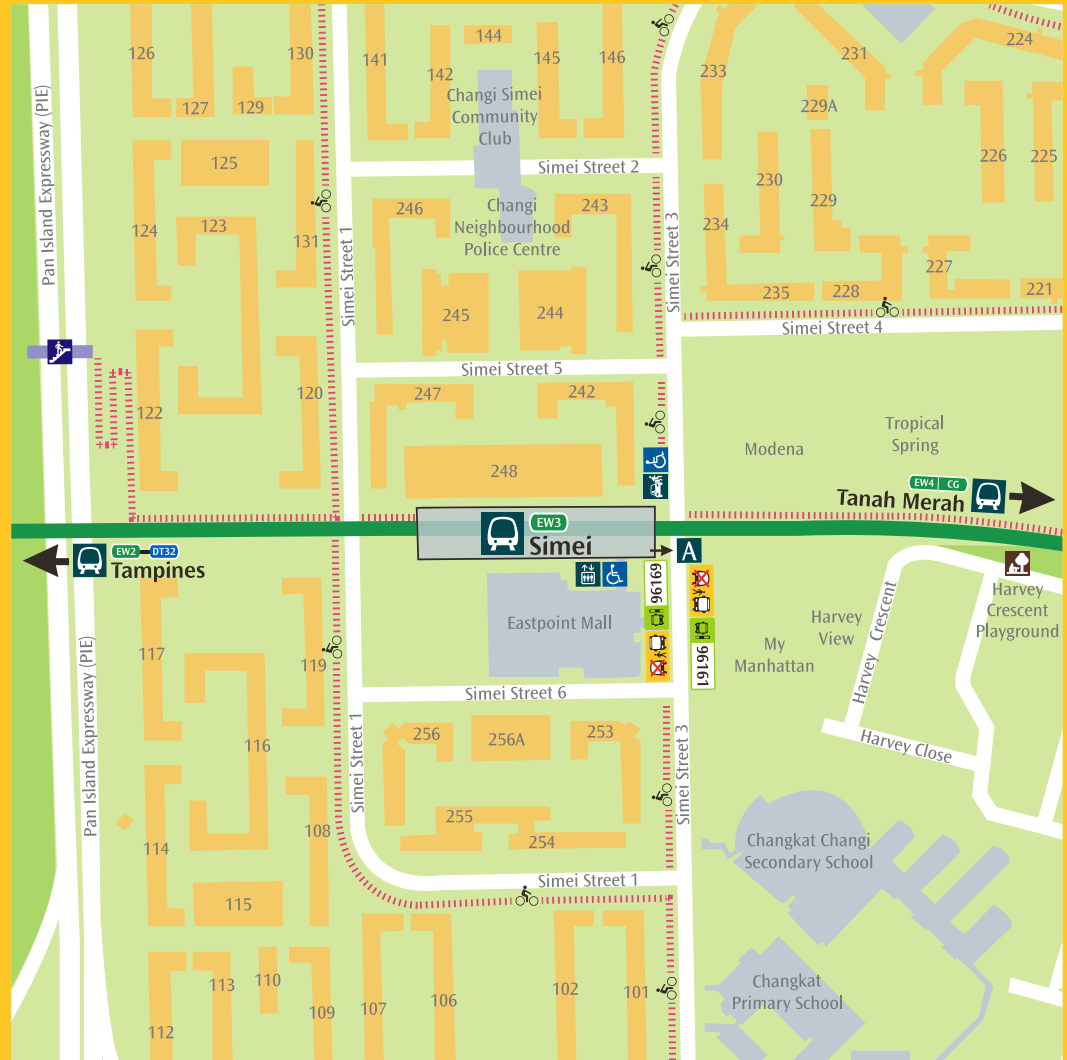 126
127
129
130
141
142
144
145
146
233
231
224
229A
Changi Simei
Community
Club
Pan Island Expressway (PIE)
125
Simei Street 2
230
229
226
225
124
123
131
Simei Street 1
246
Changi
Neighbourhood
Police Centre
243
Simei Street 3
234
227
245
244
235
228
221
Simei Street 4
Simei Street 5
122
120
247
242
248
Modena
Tropical
Spring
EW4 CG
Tanah Merah
EW3
Simei
A
EW2 DT32
Tampines
Eastpoint Mall
96169
96161
Harvey
View
My
Manhattan
Harvey Crescent
Harvey
Crescent
Playground
117
119
116
Simei Street 6
Harvey Close
Pan Island Expressway (PIE)
Simei Street 1
256
256A
253
Simei Street 3
114
108
255
254
Changkat Changi
Secondary School
115
Simei Street 1
112
113
110
109
107
106
102
101
Changkat
Primary School